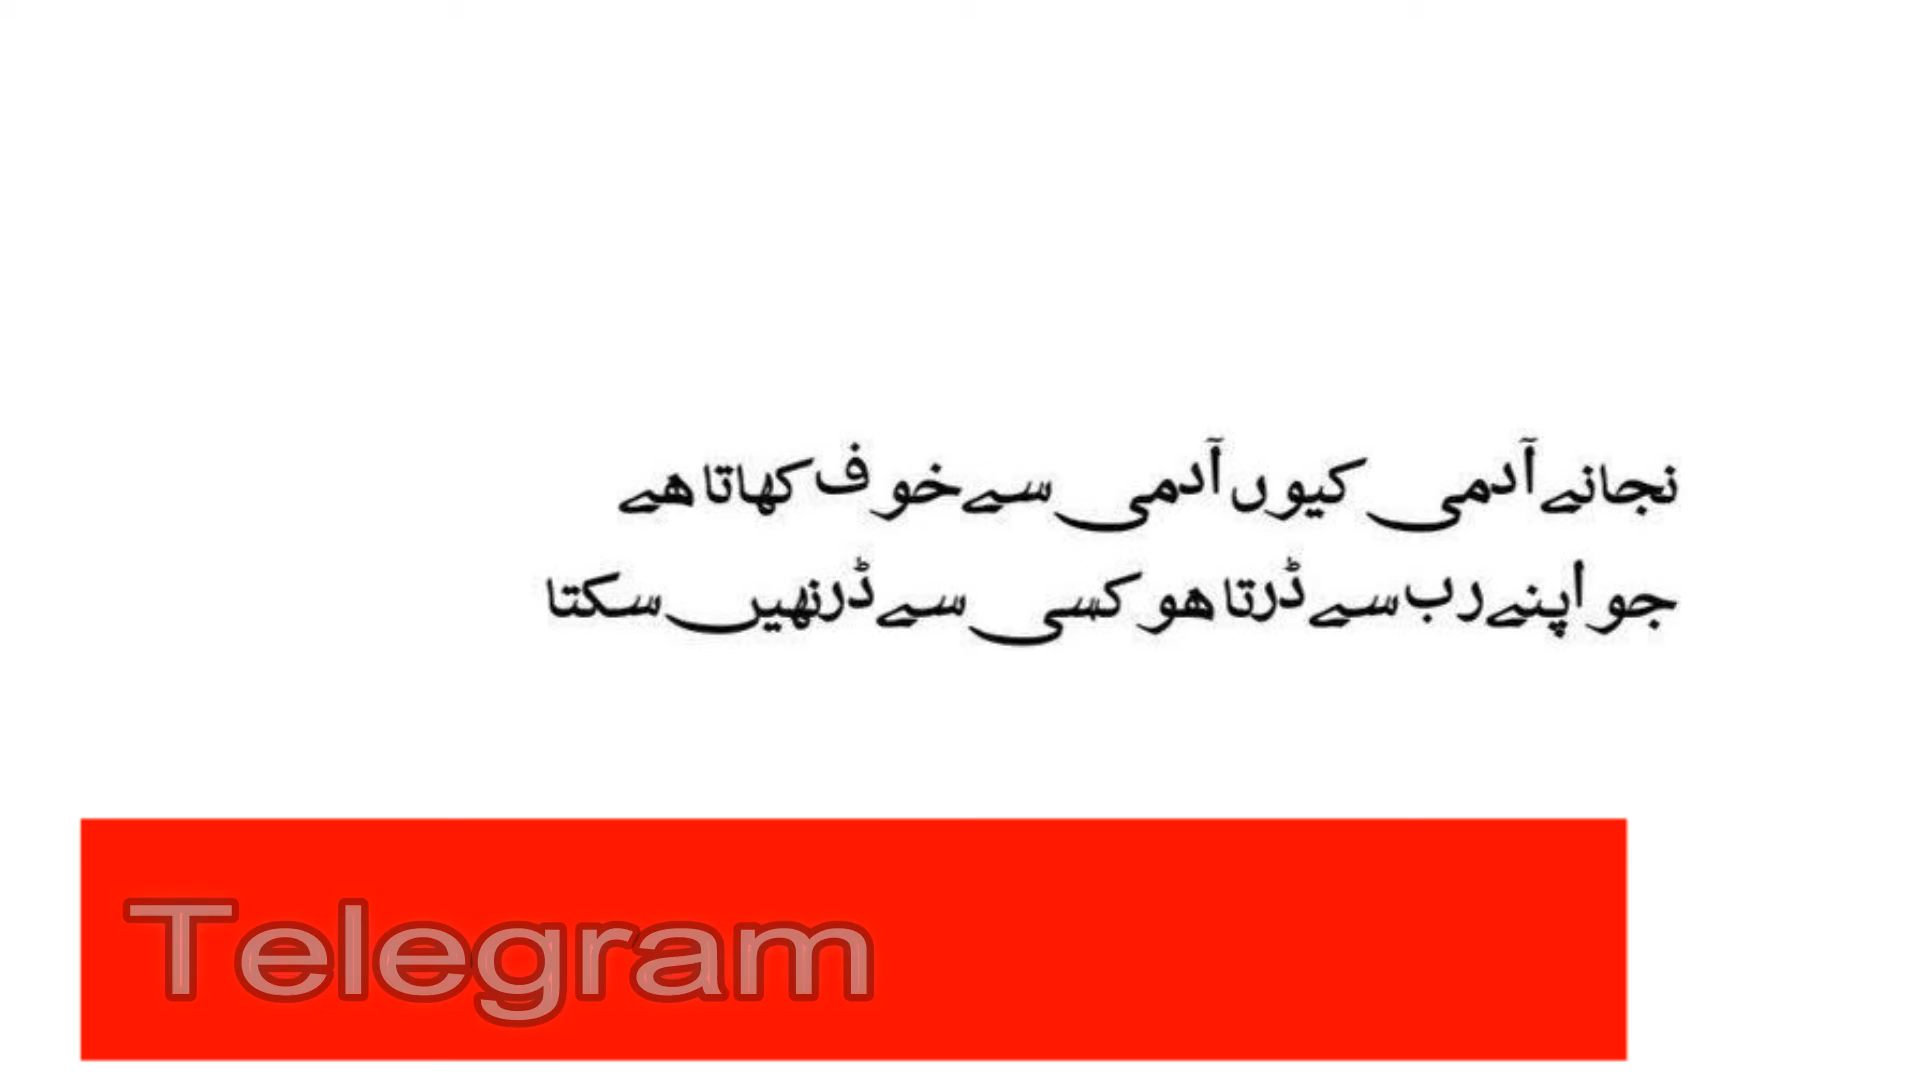 نجانے آدمی کیوں آدمی سے خوف کھاتا ھے
جو اپنے رب سے ڈرتا ھو کسی سے ڈر نھیں سکتا
Telegram